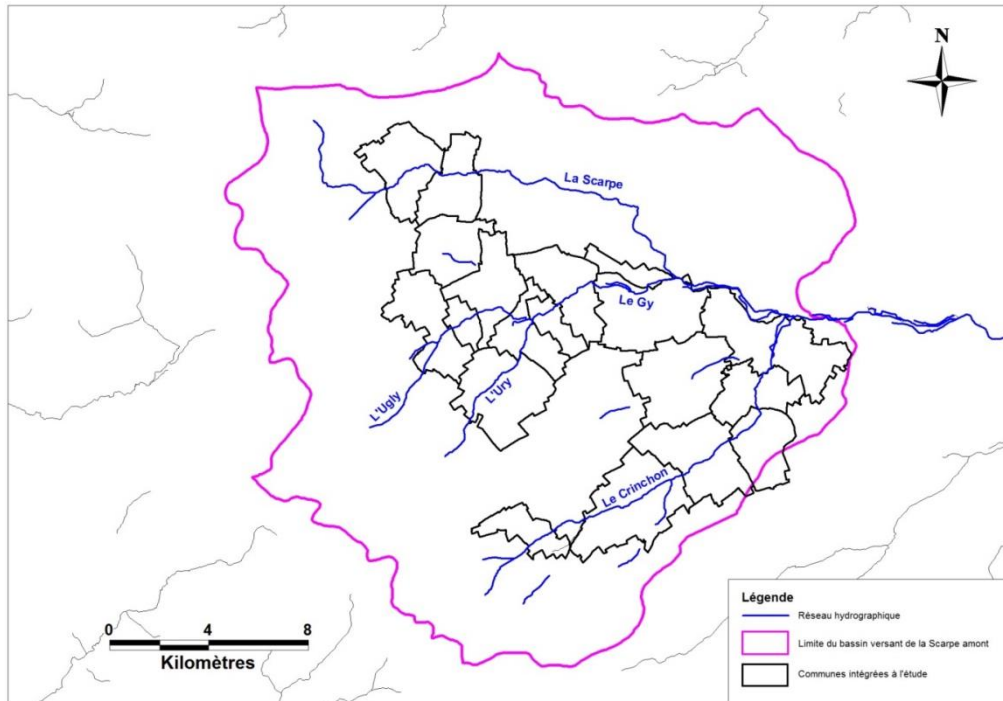 N
La Scarpe
Le Gy
L'Ugly
L'Ury
Le Crinchon
0 4 8
Kilomètres
Légende
Réseau hydrographique
Limite du bassin versant de la Scarpe amont
Communes intégrées à l'étude